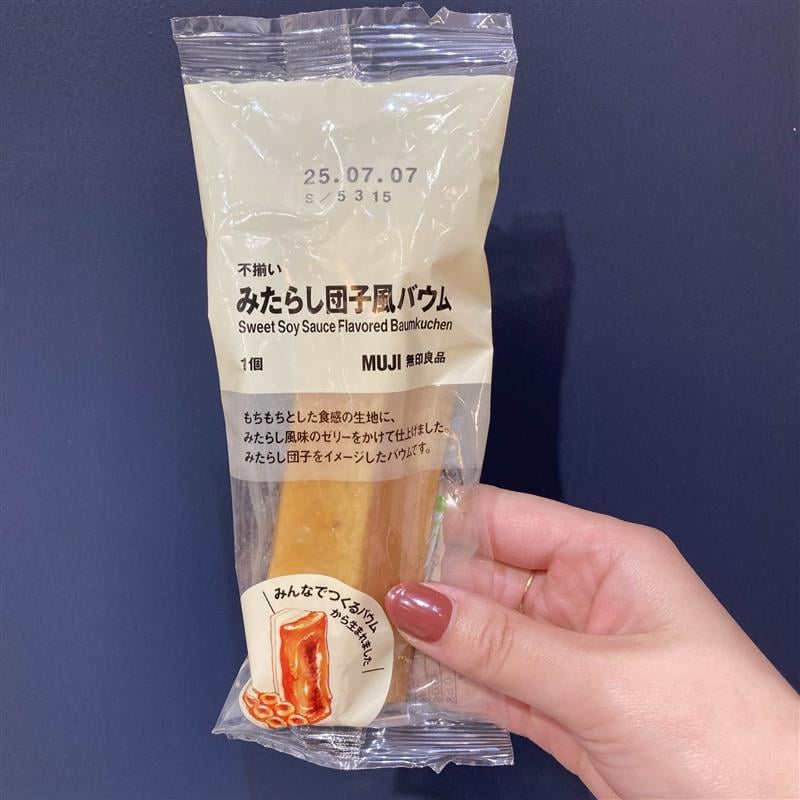 25.07.07
S／5 3 15
不揃い
みたらし団子風バウム
Sweet Soy Sauce Flavored Baumkuchen
1個
MUJI 無印良品
もちもちとした食感の生地に、
みたらし風味のゼリーをかけて仕上げました。
みたらし団子をイメージしたバウムです。
みんなでつくるバウム
から生まれました